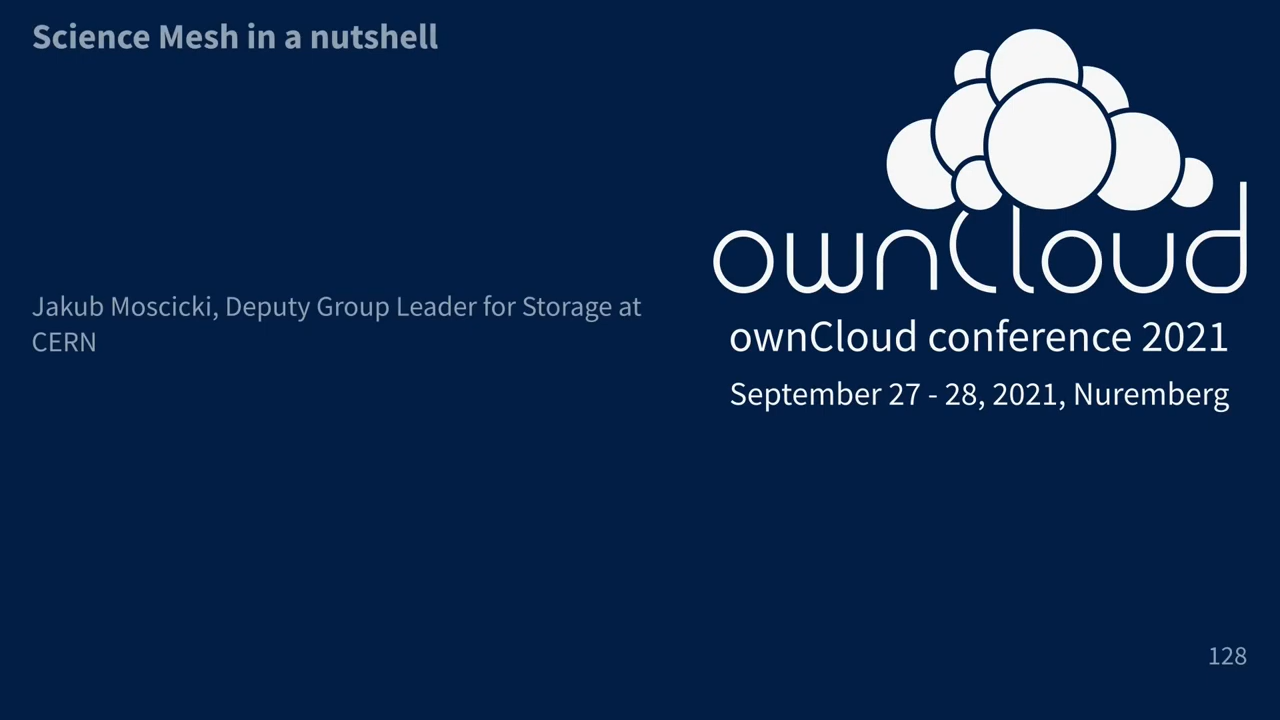 Science Mesh in a nutshell
Jakub Moscicki, Deputy Group Leader for Storage at
CERN
ownCloud
ownCloud conference 2021
September 27 - 28, 2021, Nuremberg
128